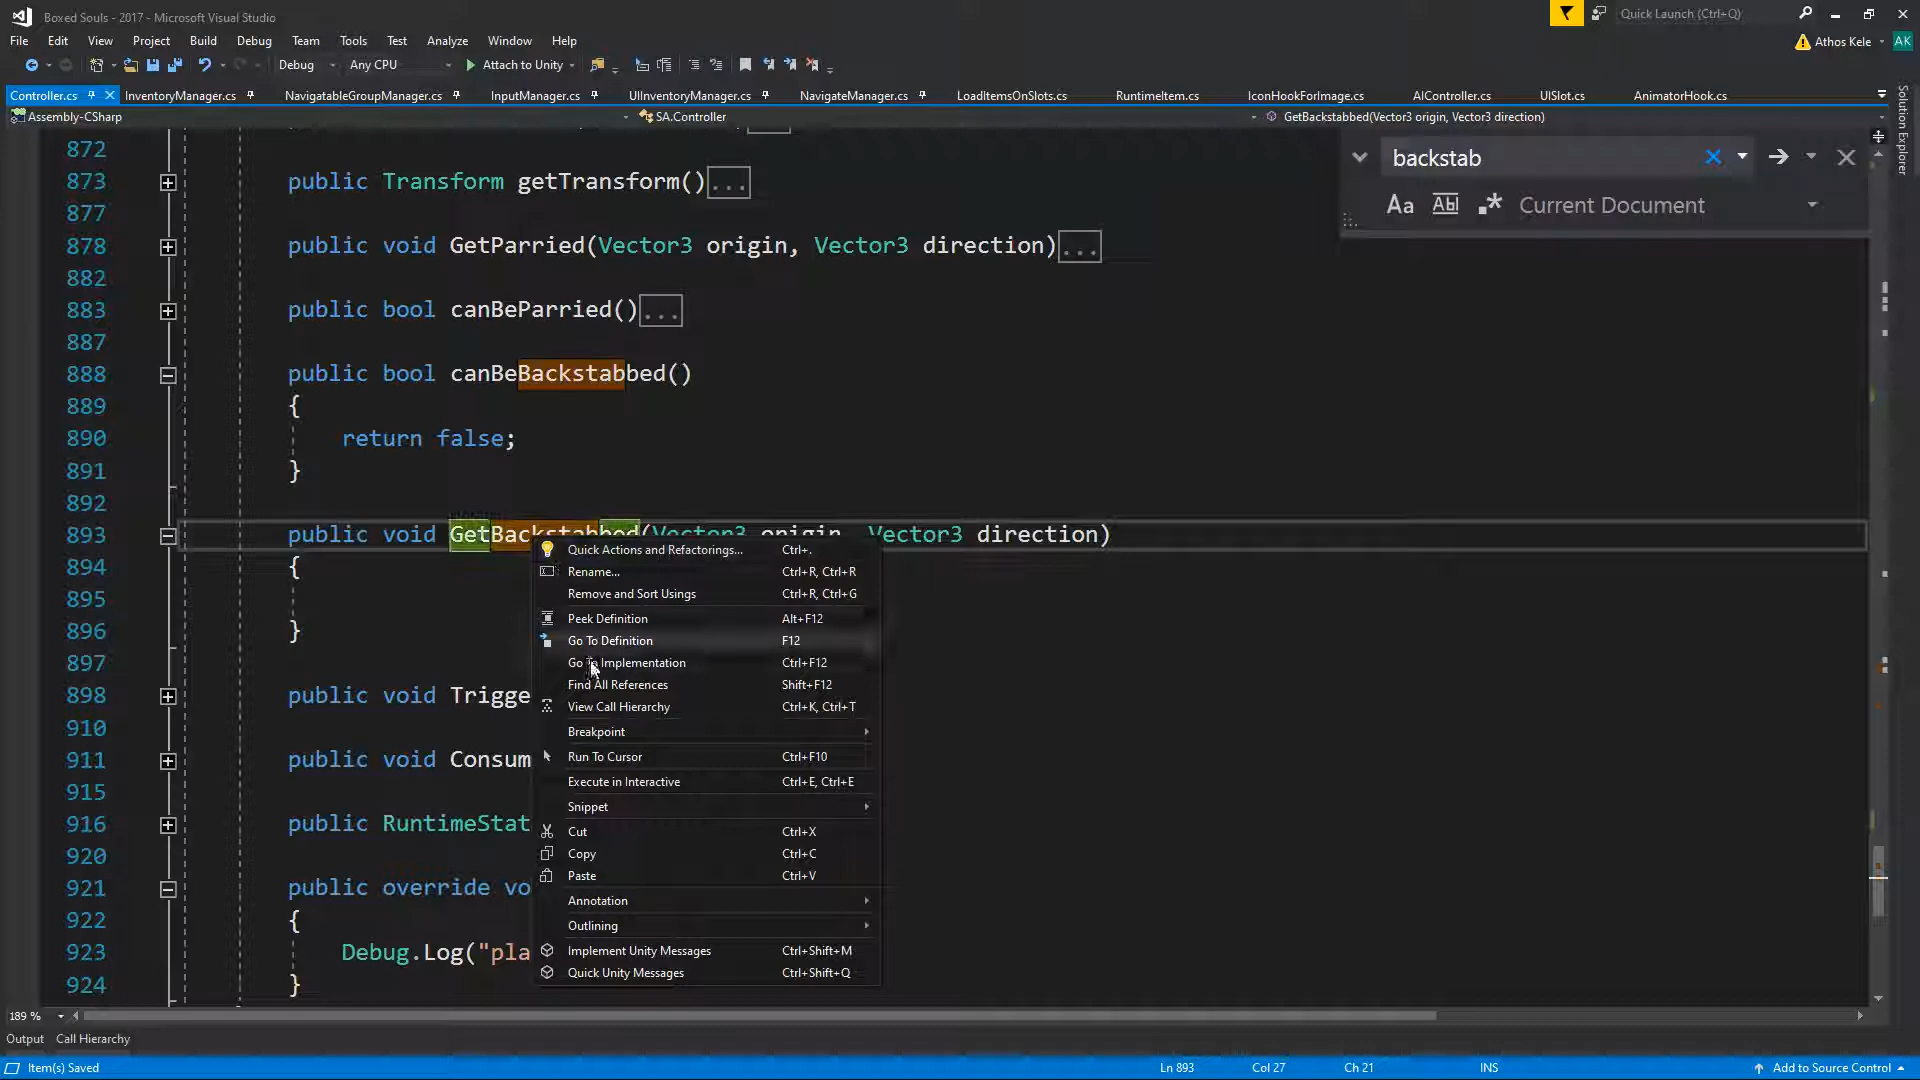 Boxed Souls - 2017 - Microsoft Visual Studio
Quick Launch (Ctrl+Q)
File Edit View Project Build Debug Team Tools Test Analyze Window Help
Athos Kele AK
Debug Any CPU Attach to Unity
Controller.cs InventoryManager.cs NavigatableGroupManager.cs InputManager.cs UIInventoryManager.cs NavigateManager.cs LoadItemsOnSlots.cs RuntimeItem.cs IconHookForImage.cs AIController.cs UISlot.cs AnimatorHook.cs
Assembly-CSharp SA.Controller GetBackstabbed(Vector3 origin, Vector3 direction)
Solution Explorer
backstab
Aa Abl .* Current Document
872
873 public Transform getTransform()...
877
878 public void GetParried(Vector3 origin, Vector3 direction)...
882
883 public bool canBeParried()...
887
888 public bool canBeBackstabbed()
889 {
890 return false;
891 }
892
893 public void GetBackstabbed(Vector3 origin, Vector3 direction)
894 {
895
896 }
897
898 public void Trigge
910
911 public void Consum
915
916 public RuntimeStat
920
921 public override vo
922 {
923 Debug.Log("pla
924 }
Quick Actions and Refactorings... Ctrl+.
Rename... Ctrl+R, Ctrl+R
Remove and Sort Usings Ctrl+R, Ctrl+G
Peek Definition Alt+F12
Go To Definition F12
Go To Implementation Ctrl+F12
Find All References Shift+F12
View Call Hierarchy Ctrl+K, Ctrl+T
Breakpoint
Run To Cursor Ctrl+F10
Execute in Interactive Ctrl+E, Ctrl+E
Snippet
Cut Ctrl+X
Copy Ctrl+C
Paste Ctrl+V
Annotation
Outlining
Implement Unity Messages Ctrl+Shift+M
Quick Unity Messages Ctrl+Shift+Q
189 %
Output Call Hierarchy
Item(s) Saved Ln 893 Col 27 Ch 21 INS Add to Source Control